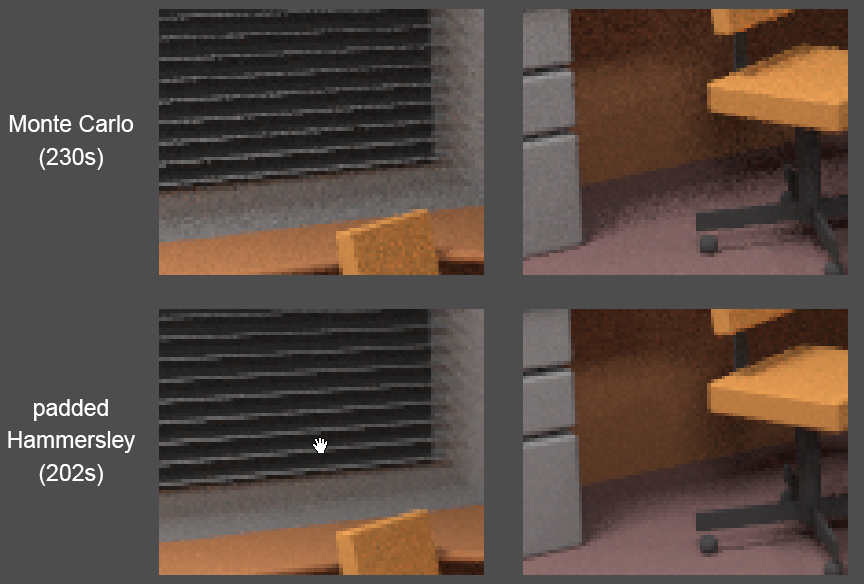 Monte Carlo
(230s)
padded
Hammersley
(202s)